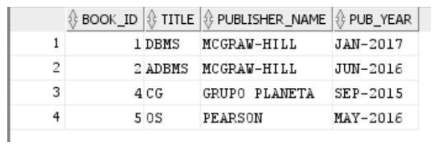 BOOK_ID TITLE PUBLISHER_NAME PUB_YEAR
1 1 DBMS MCGRAW-HILL JAN-2017
2 2 ADBMS MCGRAW-HILL JUN-2016
3 4 CG GRUPO PLANETA SEP-2015
4 5 OS PEARSON MAY-2016